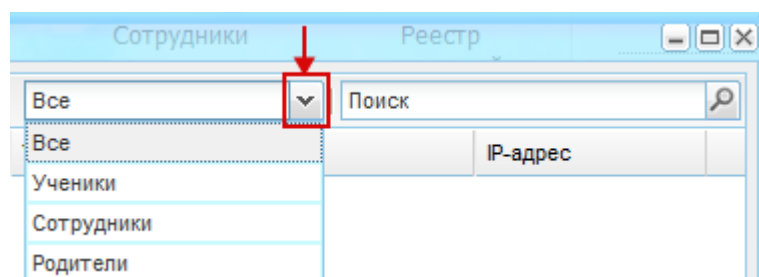 Сотрудники Реестр
Все Поиск
Все IP-адрес
Ученики
Сотрудники
Родители